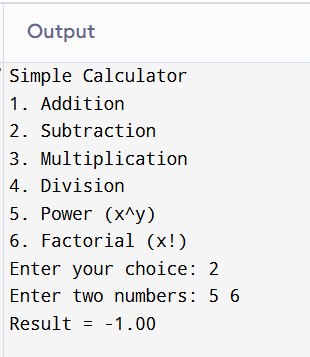 Output
Simple Calculator
1. Addition
2. Subtraction
3. Multiplication
4. Division
5. Power (x^y)
6. Factorial (x!)
Enter your choice: 2
Enter two numbers: 5 6
Result = -1.00